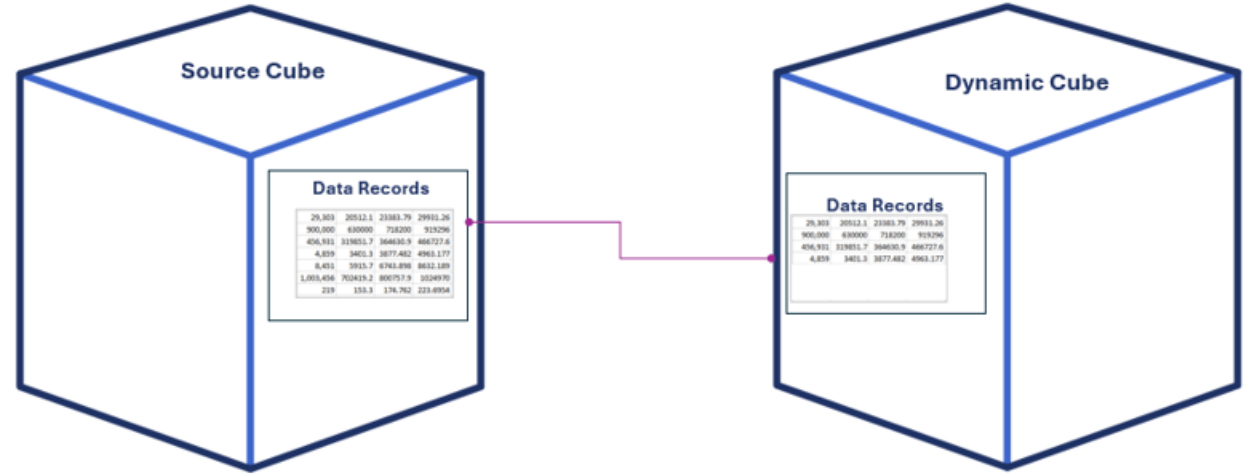 Source Cube
Data Records
29,303 20512.1 23383.79 29931.26
900,000 630000 718200 919296
456,931 319851.7 364630.9 466727.6
4,859 3401.3 3877.482 4963.177
8,451 5915.7 6743.898 8632.189
1,003,456 702419.2 800757.9 1024970
219 153.3 174.762 223.6954
Dynamic Cube
Data Records
29,303 20512.1 23383.79 29931.26
900,000 630000 718200 919296
456,931 319851.7 364630.9 466727.6
4,859 3401.3 3877.482 4963.177